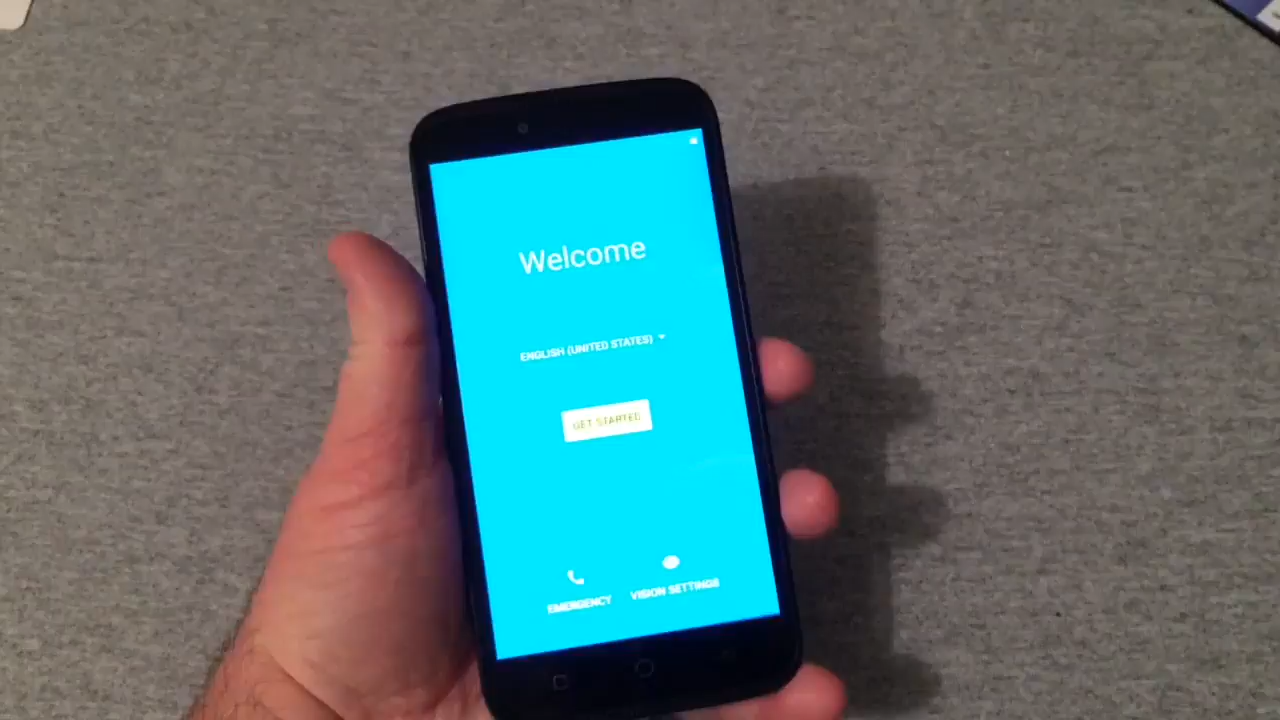 Welcome
ENGLISH (UNITED STATES)
GET STARTED
EMERGENCY
VISION SETTINGS